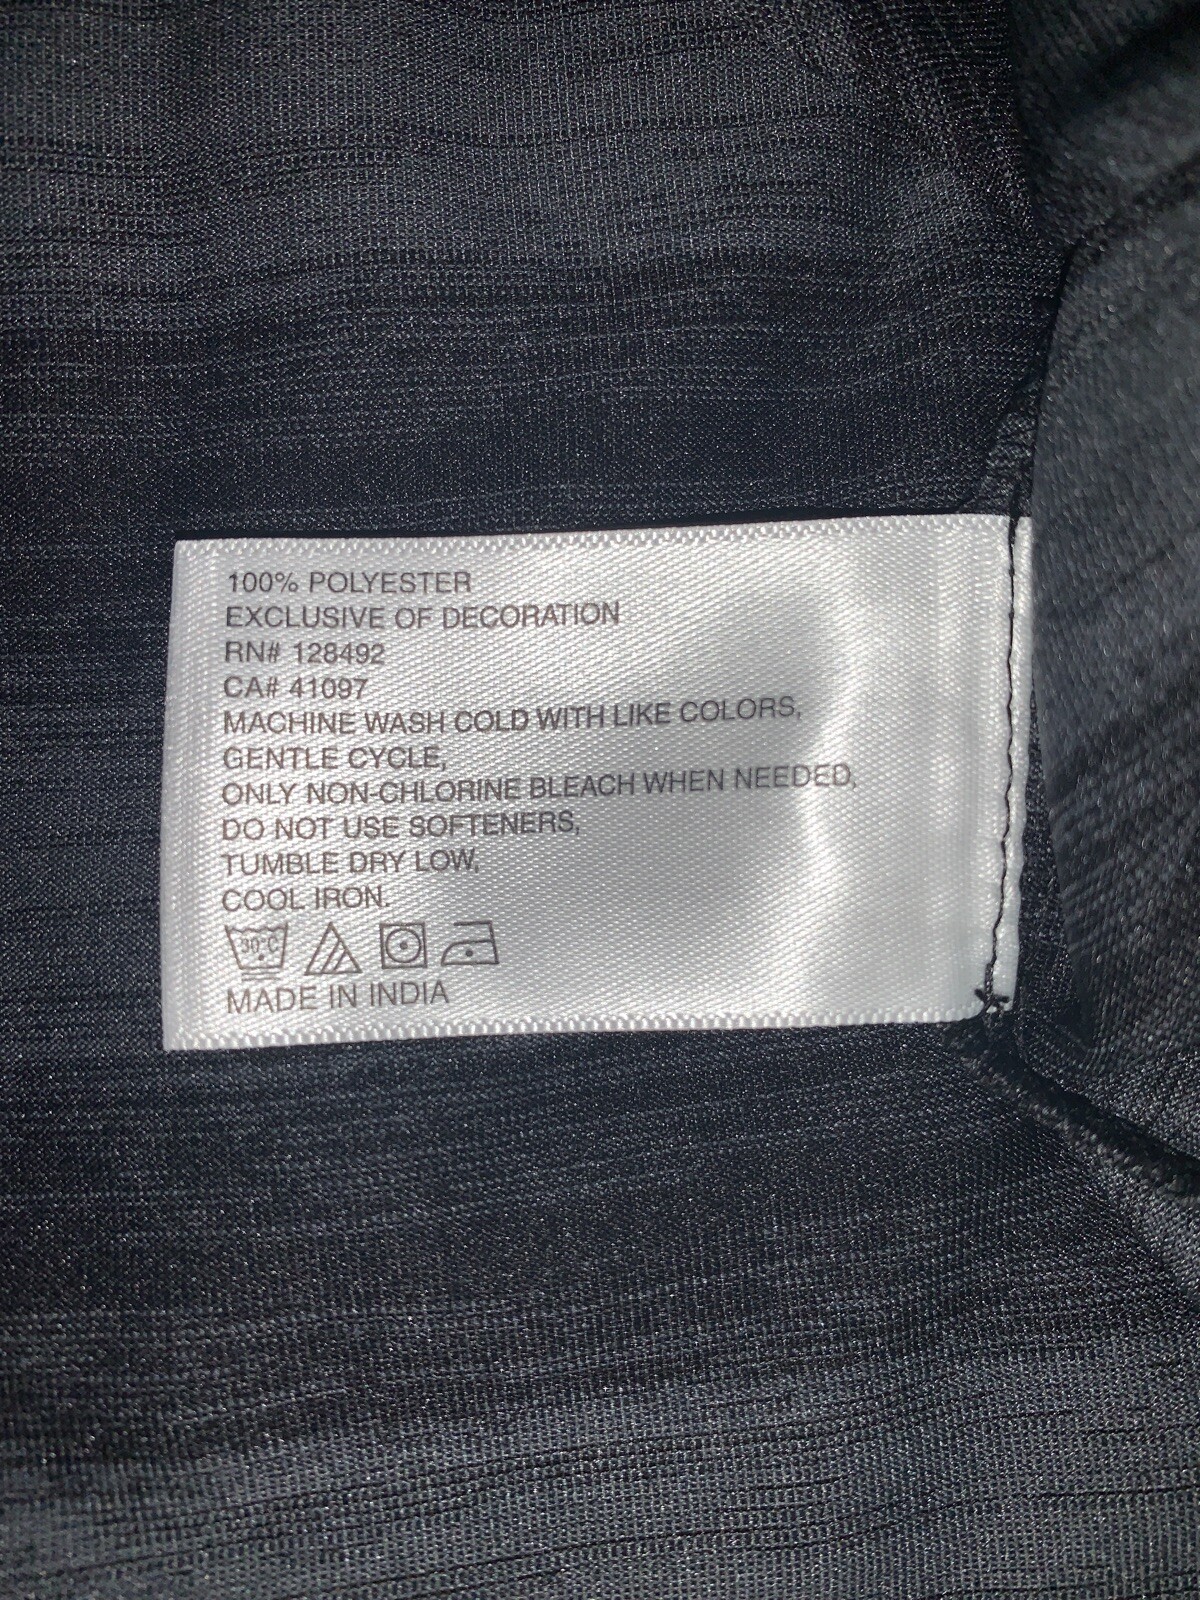 100% POLYESTER
EXCLUSIVE OF DECORATION
RN# 128492
CA# 41097
MACHINE WASH COLD WITH LIKE COLORS,
GENTLE CYCLE,
ONLY NON-CHLORINE BLEACH WHEN NEEDED,
DO NOT USE SOFTENERS,
TUMBLE DRY LOW,
COOL IRON.
30°C
MADE IN INDIA